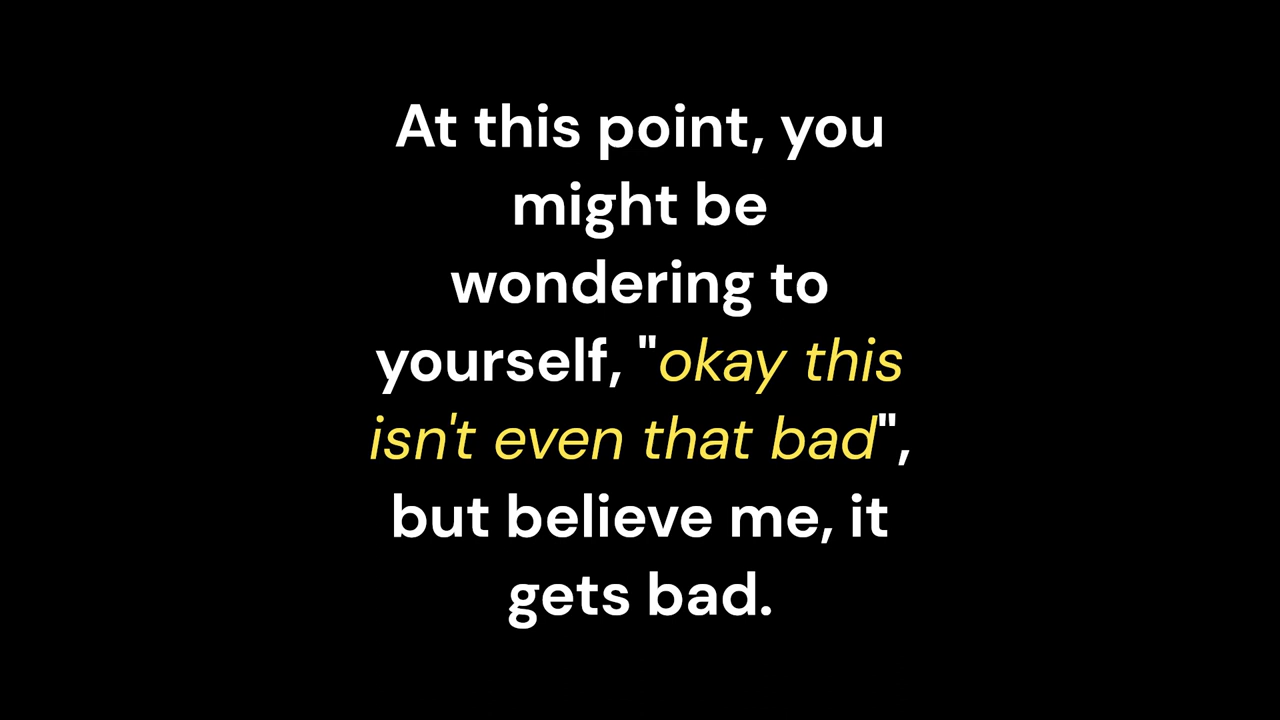 At this point, you
might be
wondering to
yourself, "okay this
isn't even that bad",
but believe me, it
gets bad.